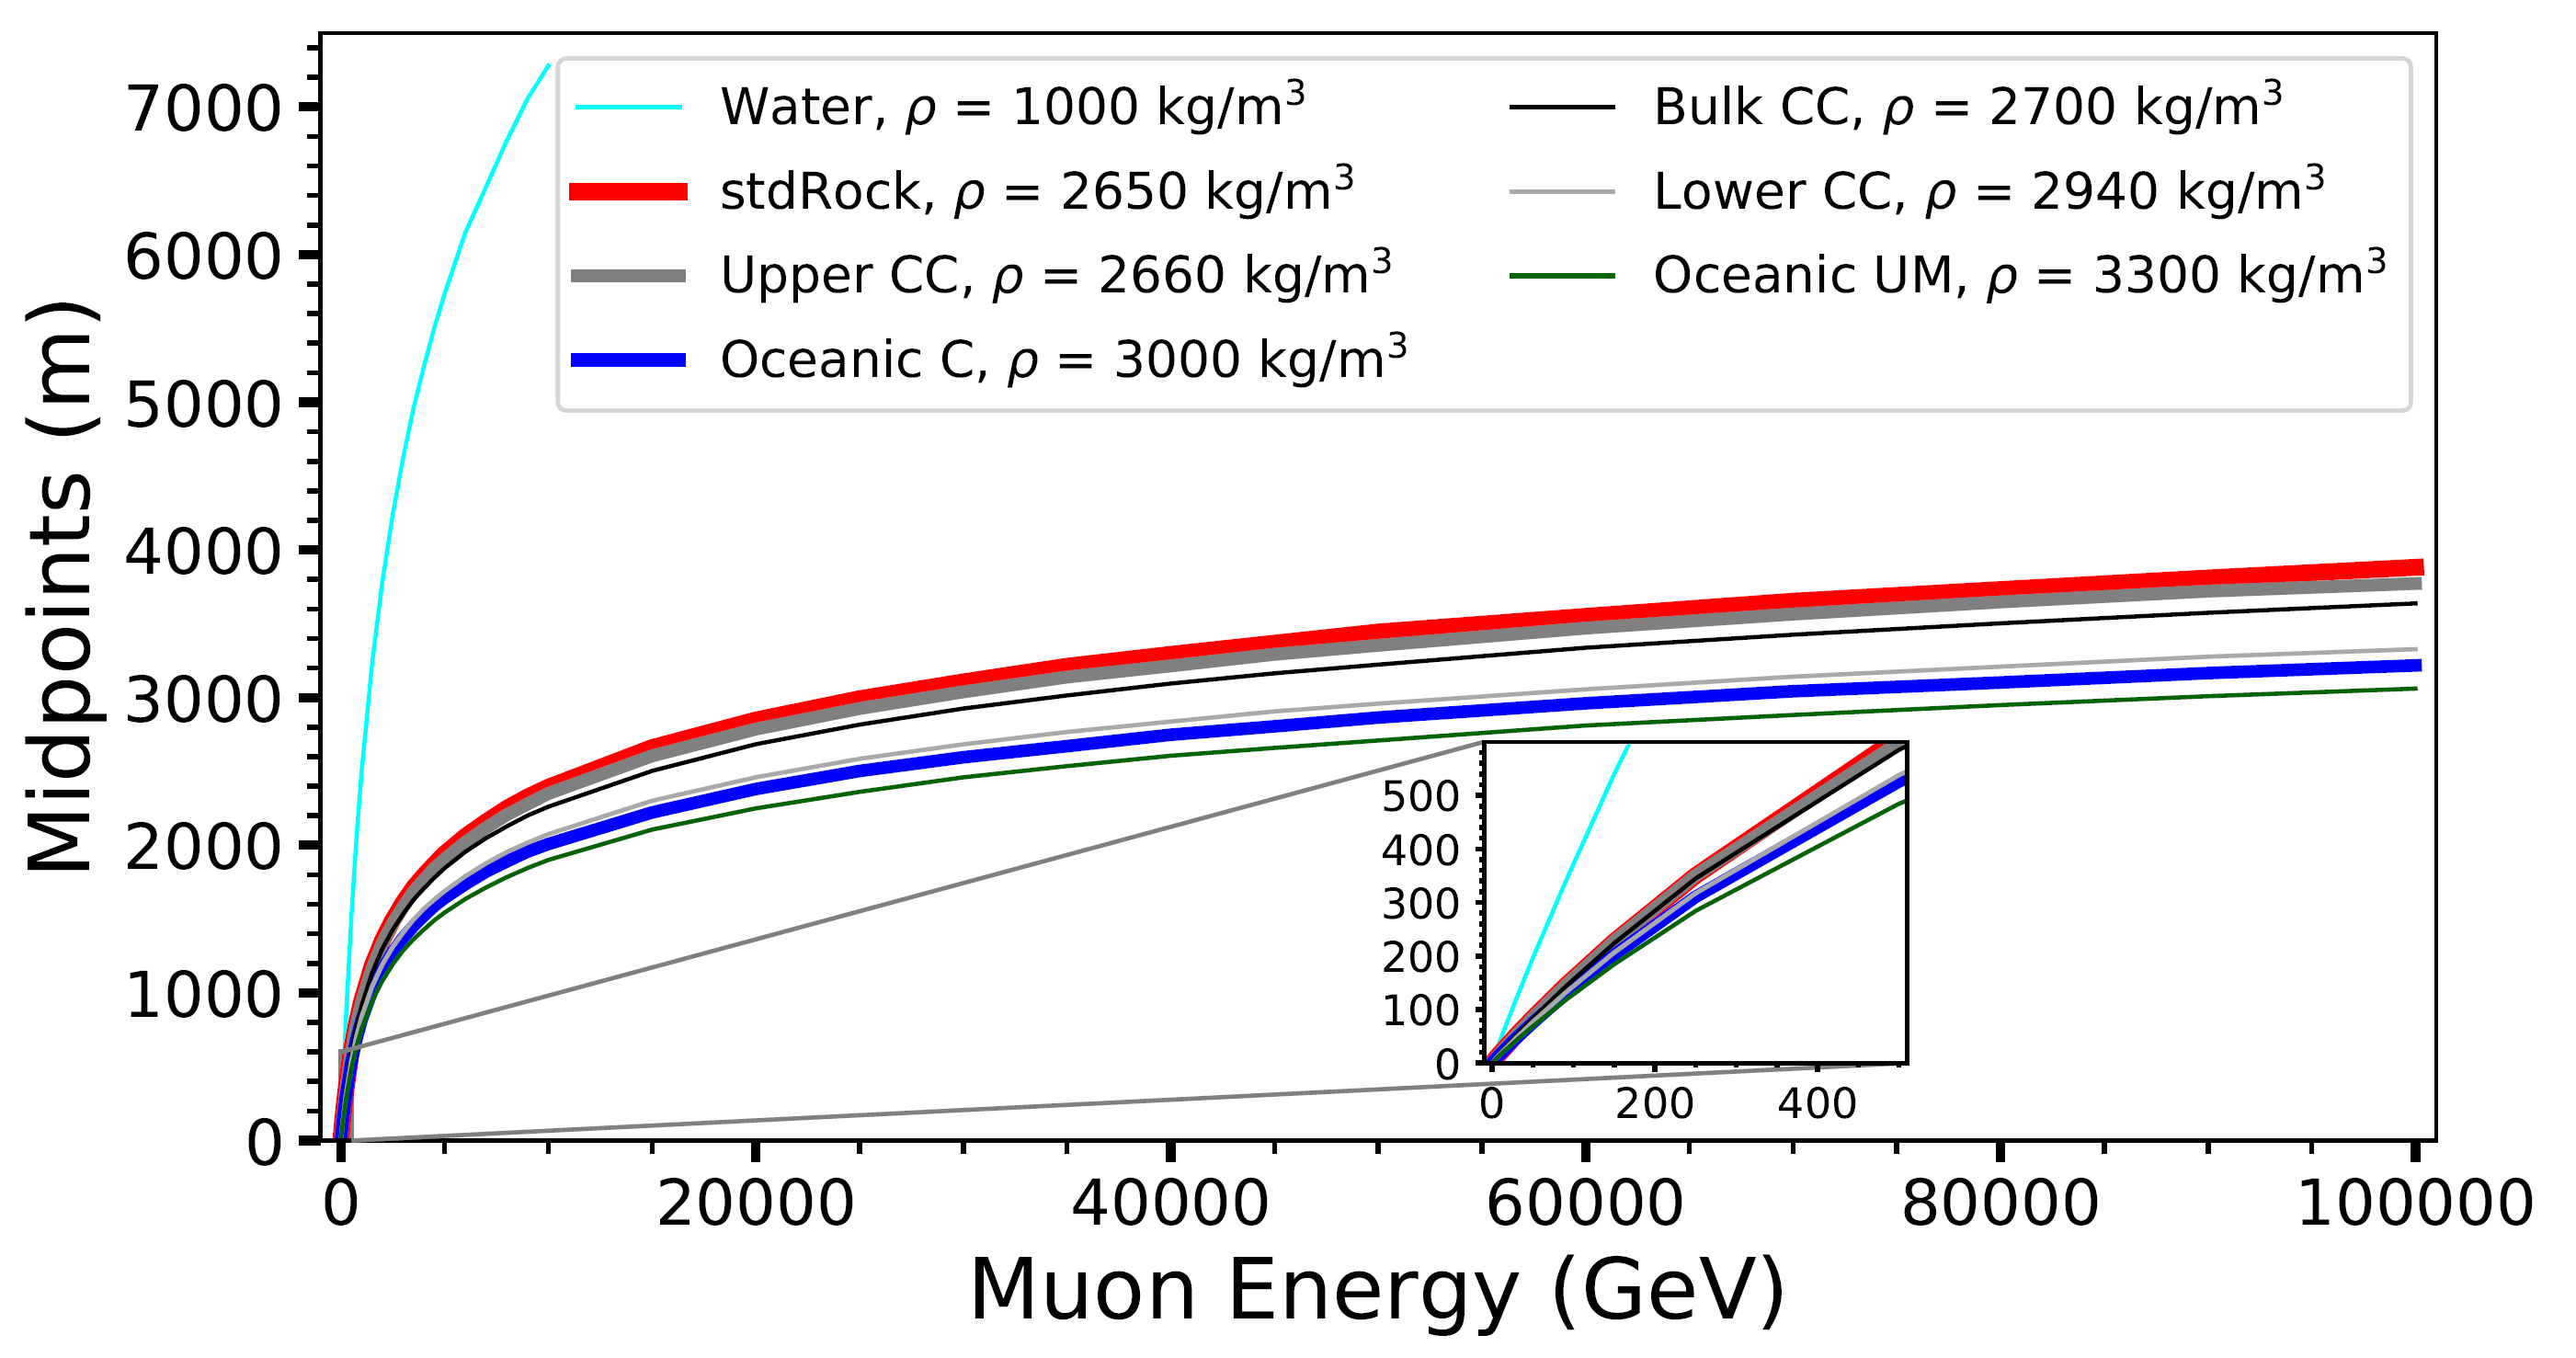 Midpoints (m)
7000
6000
5000
4000
3000
2000
1000
0
Water, ρ = 1000 kg/m³
stdRock, ρ = 2650 kg/m³
Upper CC, ρ = 2660 kg/m³
Oceanic C, ρ = 3000 kg/m³
Bulk CC, ρ = 2700 kg/m³
Lower CC, ρ = 2940 kg/m³
Oceanic UM, ρ = 3300 kg/m³
500
400
300
200
100
0
0 200 400
0 20000 40000 60000 80000 100000
Muon Energy (GeV)